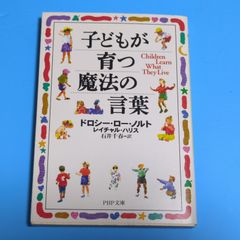 子どもが
育つ
魔法の
言葉
Children
Learn
What
They Live
ドロシー・ロー・ノルト
レイチャル・ハリス
石井千春=訳
PHP文庫